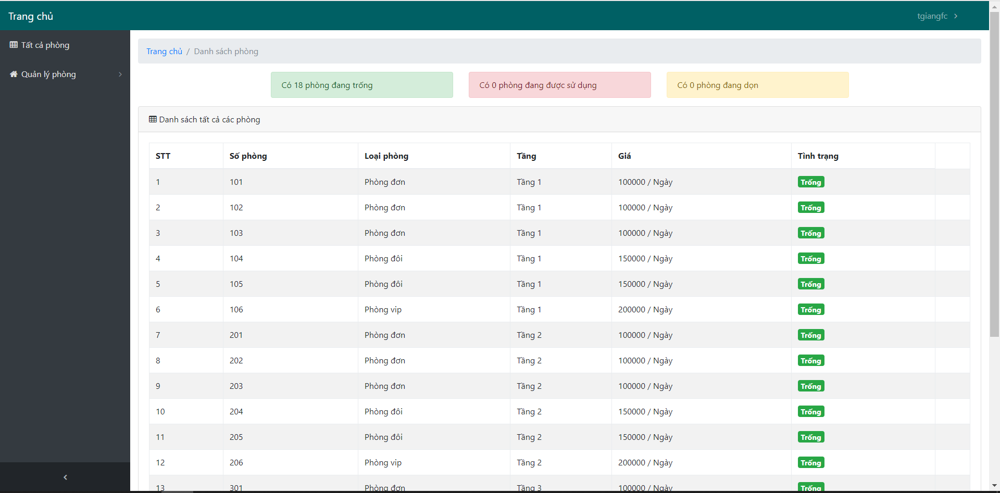 Trang chủ
tgiangfc
Tất cả phòng
Quản lý phòng
Trang chủ / Danh sách phòng
Có 18 phòng đang trống
Có 0 phòng đang được sử dụng
Có 0 phòng đang dọn
Danh sách tất cả các phòng
STT Số phòng Loại phòng Tầng Giá Tình trạng
1 101 Phòng đơn Tầng 1 100000 / Ngày Trống
2 102 Phòng đơn Tầng 1 100000 / Ngày Trống
3 103 Phòng đơn Tầng 1 100000 / Ngày Trống
4 104 Phòng đôi Tầng 1 150000 / Ngày Trống
5 105 Phòng đôi Tầng 1 150000 / Ngày Trống
6 106 Phòng vip Tầng 1 200000 / Ngày Trống
7 201 Phòng đơn Tầng 2 100000 / Ngày Trống
8 202 Phòng đơn Tầng 2 100000 / Ngày Trống
9 203 Phòng đơn Tầng 2 100000 / Ngày Trống
10 204 Phòng đôi Tầng 2 150000 / Ngày Trống
11 205 Phòng đôi Tầng 2 150000 / Ngày Trống
12 206 Phòng vip Tầng 2 200000 / Ngày Trống
13 301 Phòng đơn Tầng 3 100000 / Ngày Trống